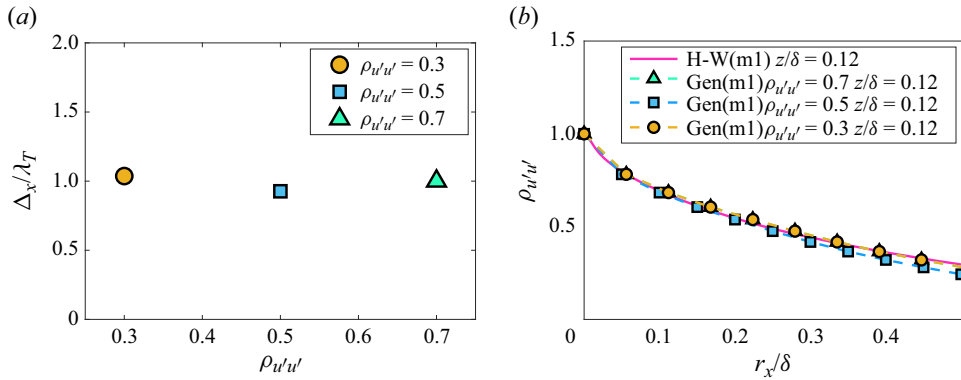 (a)
2.0
1.5
1.0
0.5
0
Δx/λT
0.3
0.4
0.5
0.6
0.7
ρu′u′
ρu′u′ = 0.3
ρu′u′ = 0.5
ρu′u′ = 0.7
(b)
1.5
1.0
0.5
ρu′u′
0
0.1
0.2
0.3
0.4
rx/δ
H-W(m1) z/δ = 0.12
Gen(m1)ρu′u′ = 0.7 z/δ = 0.12
Gen(m1)ρu′u′ = 0.5 z/δ = 0.12
Gen(m1)ρu′u′ = 0.3 z/δ = 0.12